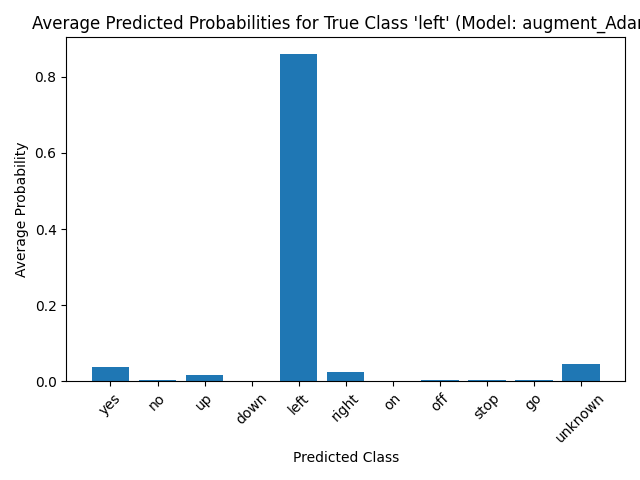 Average Predicted Probabilities for True Class 'left' (Model: augment_Adam
Average Probability
0.8
0.6
0.4
0.2
0.0
yes
no
up
down
left
right
on
off
stop
go
unknown
Predicted Class